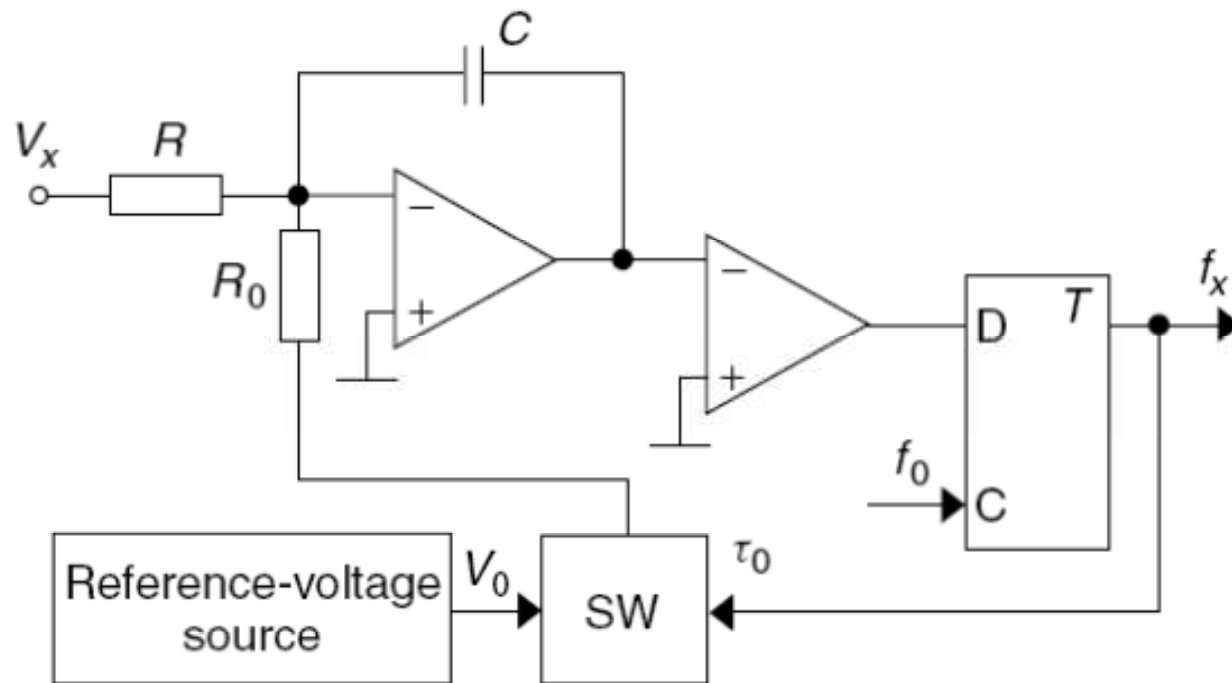 C
V_x
R
R_0
−
+
−
+
D
T
f_x
f_0
C
Reference-voltage
source
V_0
SW
τ_0